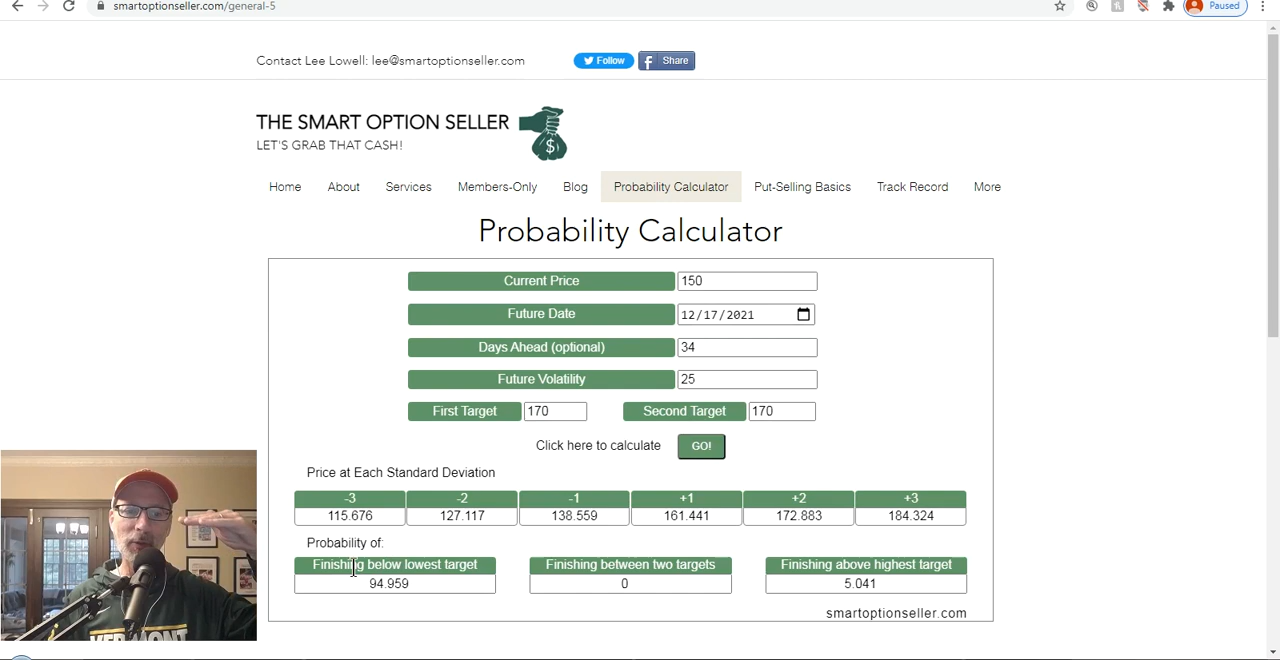 smartoptionseller.com/general-5
Paused
Contact Lee Lowell: lee@smartoptionseller.com
Follow
Share
THE SMART OPTION SELLER
LET'S GRAB THAT CASH!
$
Home About Services Members-Only Blog Probability Calculator Put-Selling Basics Track Record More
Probability Calculator
Current Price 150
Future Date 12/17/2021
Days Ahead (optional) 34
Future Volatility 25
First Target 170 Second Target 170
Click here to calculate GO!
Price at Each Standard Deviation
-3 -2 -1 +1 +2 +3
115.676 127.117 138.559 161.441 172.883 184.324
Probability of:
Finishing below lowest target Finishing between two targets Finishing above highest target
94.959 0 5.041
smartoptionseller.com